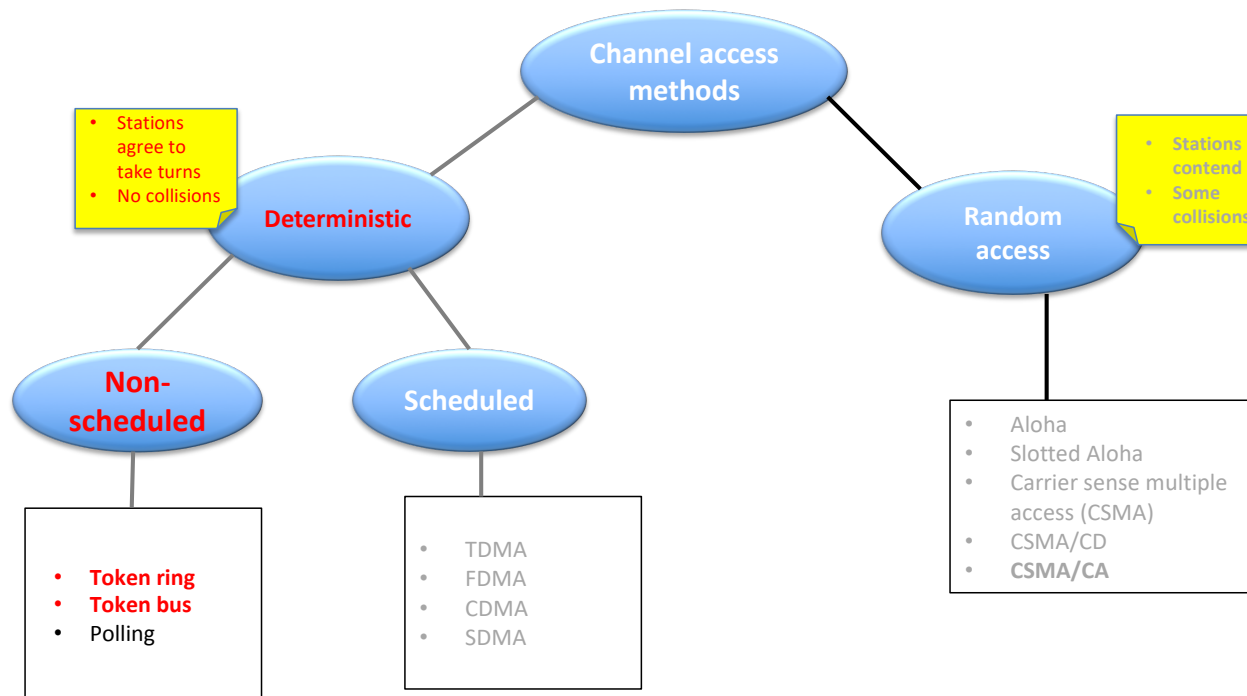 Channel access
methods
• Stations
agree to
take turns
• No collisions
Deterministic
• Stations
contend
• Some
collisions
Random
access
Non-
scheduled
Scheduled
• Token ring
• Token bus
• Polling
• TDMA
• FDMA
• CDMA
• SDMA
• Aloha
• Slotted Aloha
• Carrier sense multiple
access (CSMA)
• CSMA/CD
• CSMA/CA